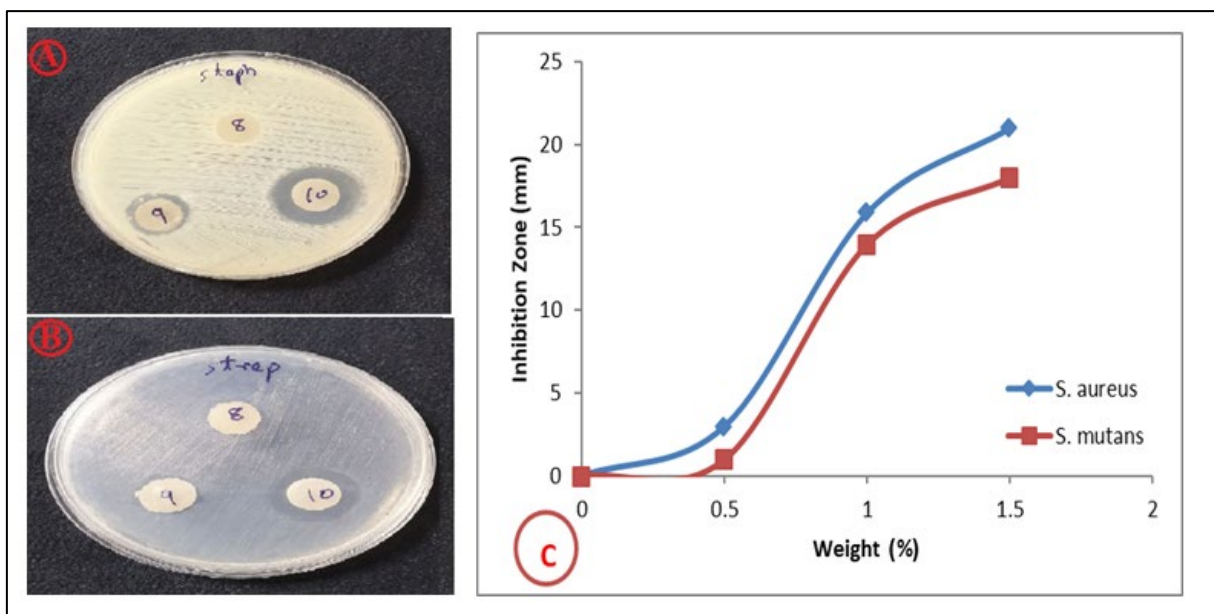 A
staph
8
9
10
B
strep
8
9
10
25
20
15
10
5
0
Inhibition Zone (mm)
0
0.5
1
1.5
2
Weight (%)
S. aureus
S. mutans
C